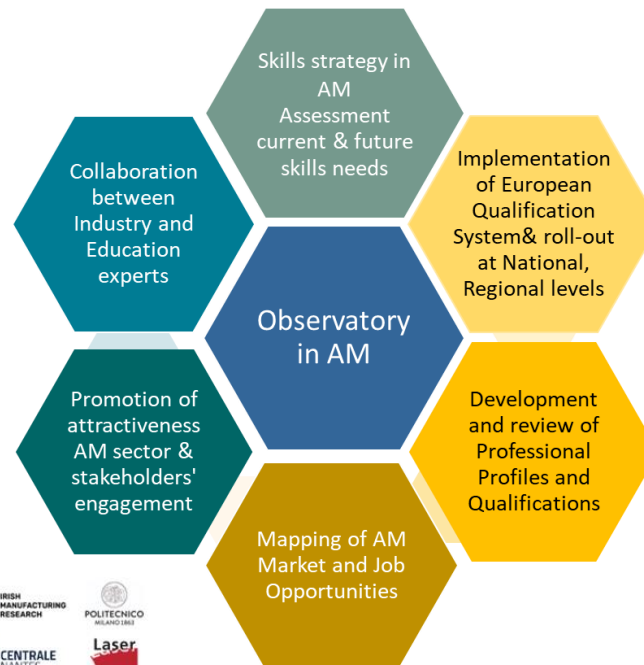 Skills strategy in
AM
Assessment
current & future
skills needs
Collaboration
between
Industry and
Education
experts
Implementation
of European
Qualification
System& roll-out
at National,
Regional levels
Observatory
in AM
Promotion of
attractiveness
AM sector &
stakeholders'
engagement
Development
and review of
Professional
Profiles and
Qualifications
Mapping of AM
Market and Job
Opportunities
IRISH
MANUFACTURING
RESEARCH
POLITECNICO
MILANO 1863
CENTRALE
NANTES
Laser